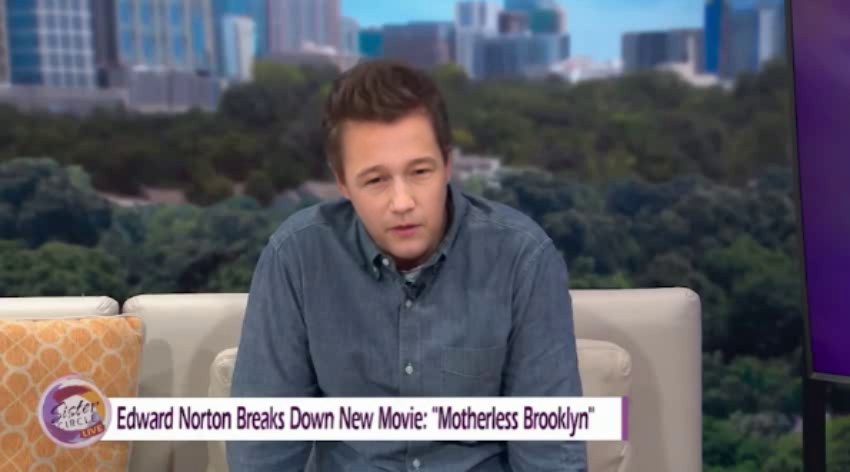 Sister
CIRCLE
LIVE
Edward Norton Breaks Down New Movie: "Motherless Brooklyn"